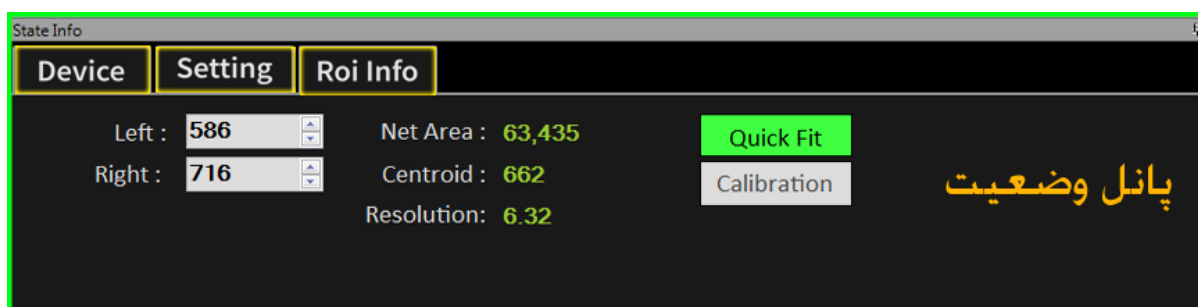 State Info
Device Setting Roi Info
Left : 586 Net Area : 63,435 Quick Fit
Right : 716 Centroid : 662 Calibration
Resolution: 6.32
پانل وضعیت